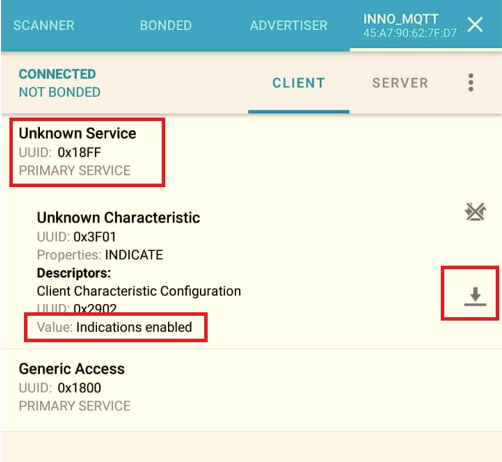 SCANNER
BONDED
ADVERTISER
INNO_MQTT
45:A7:90:62:7F:D7
CONNECTED
NOT BONDED
CLIENT
SERVER
Unknown Service
UUID: 0x18FF
PRIMARY SERVICE
Unknown Characteristic
UUID: 0x3F01
Properties: INDICATE
Descriptors:
Client Characteristic Configuration
UUID: 0x2902
Value: Indications enabled
Generic Access
UUID: 0x1800
PRIMARY SERVICE